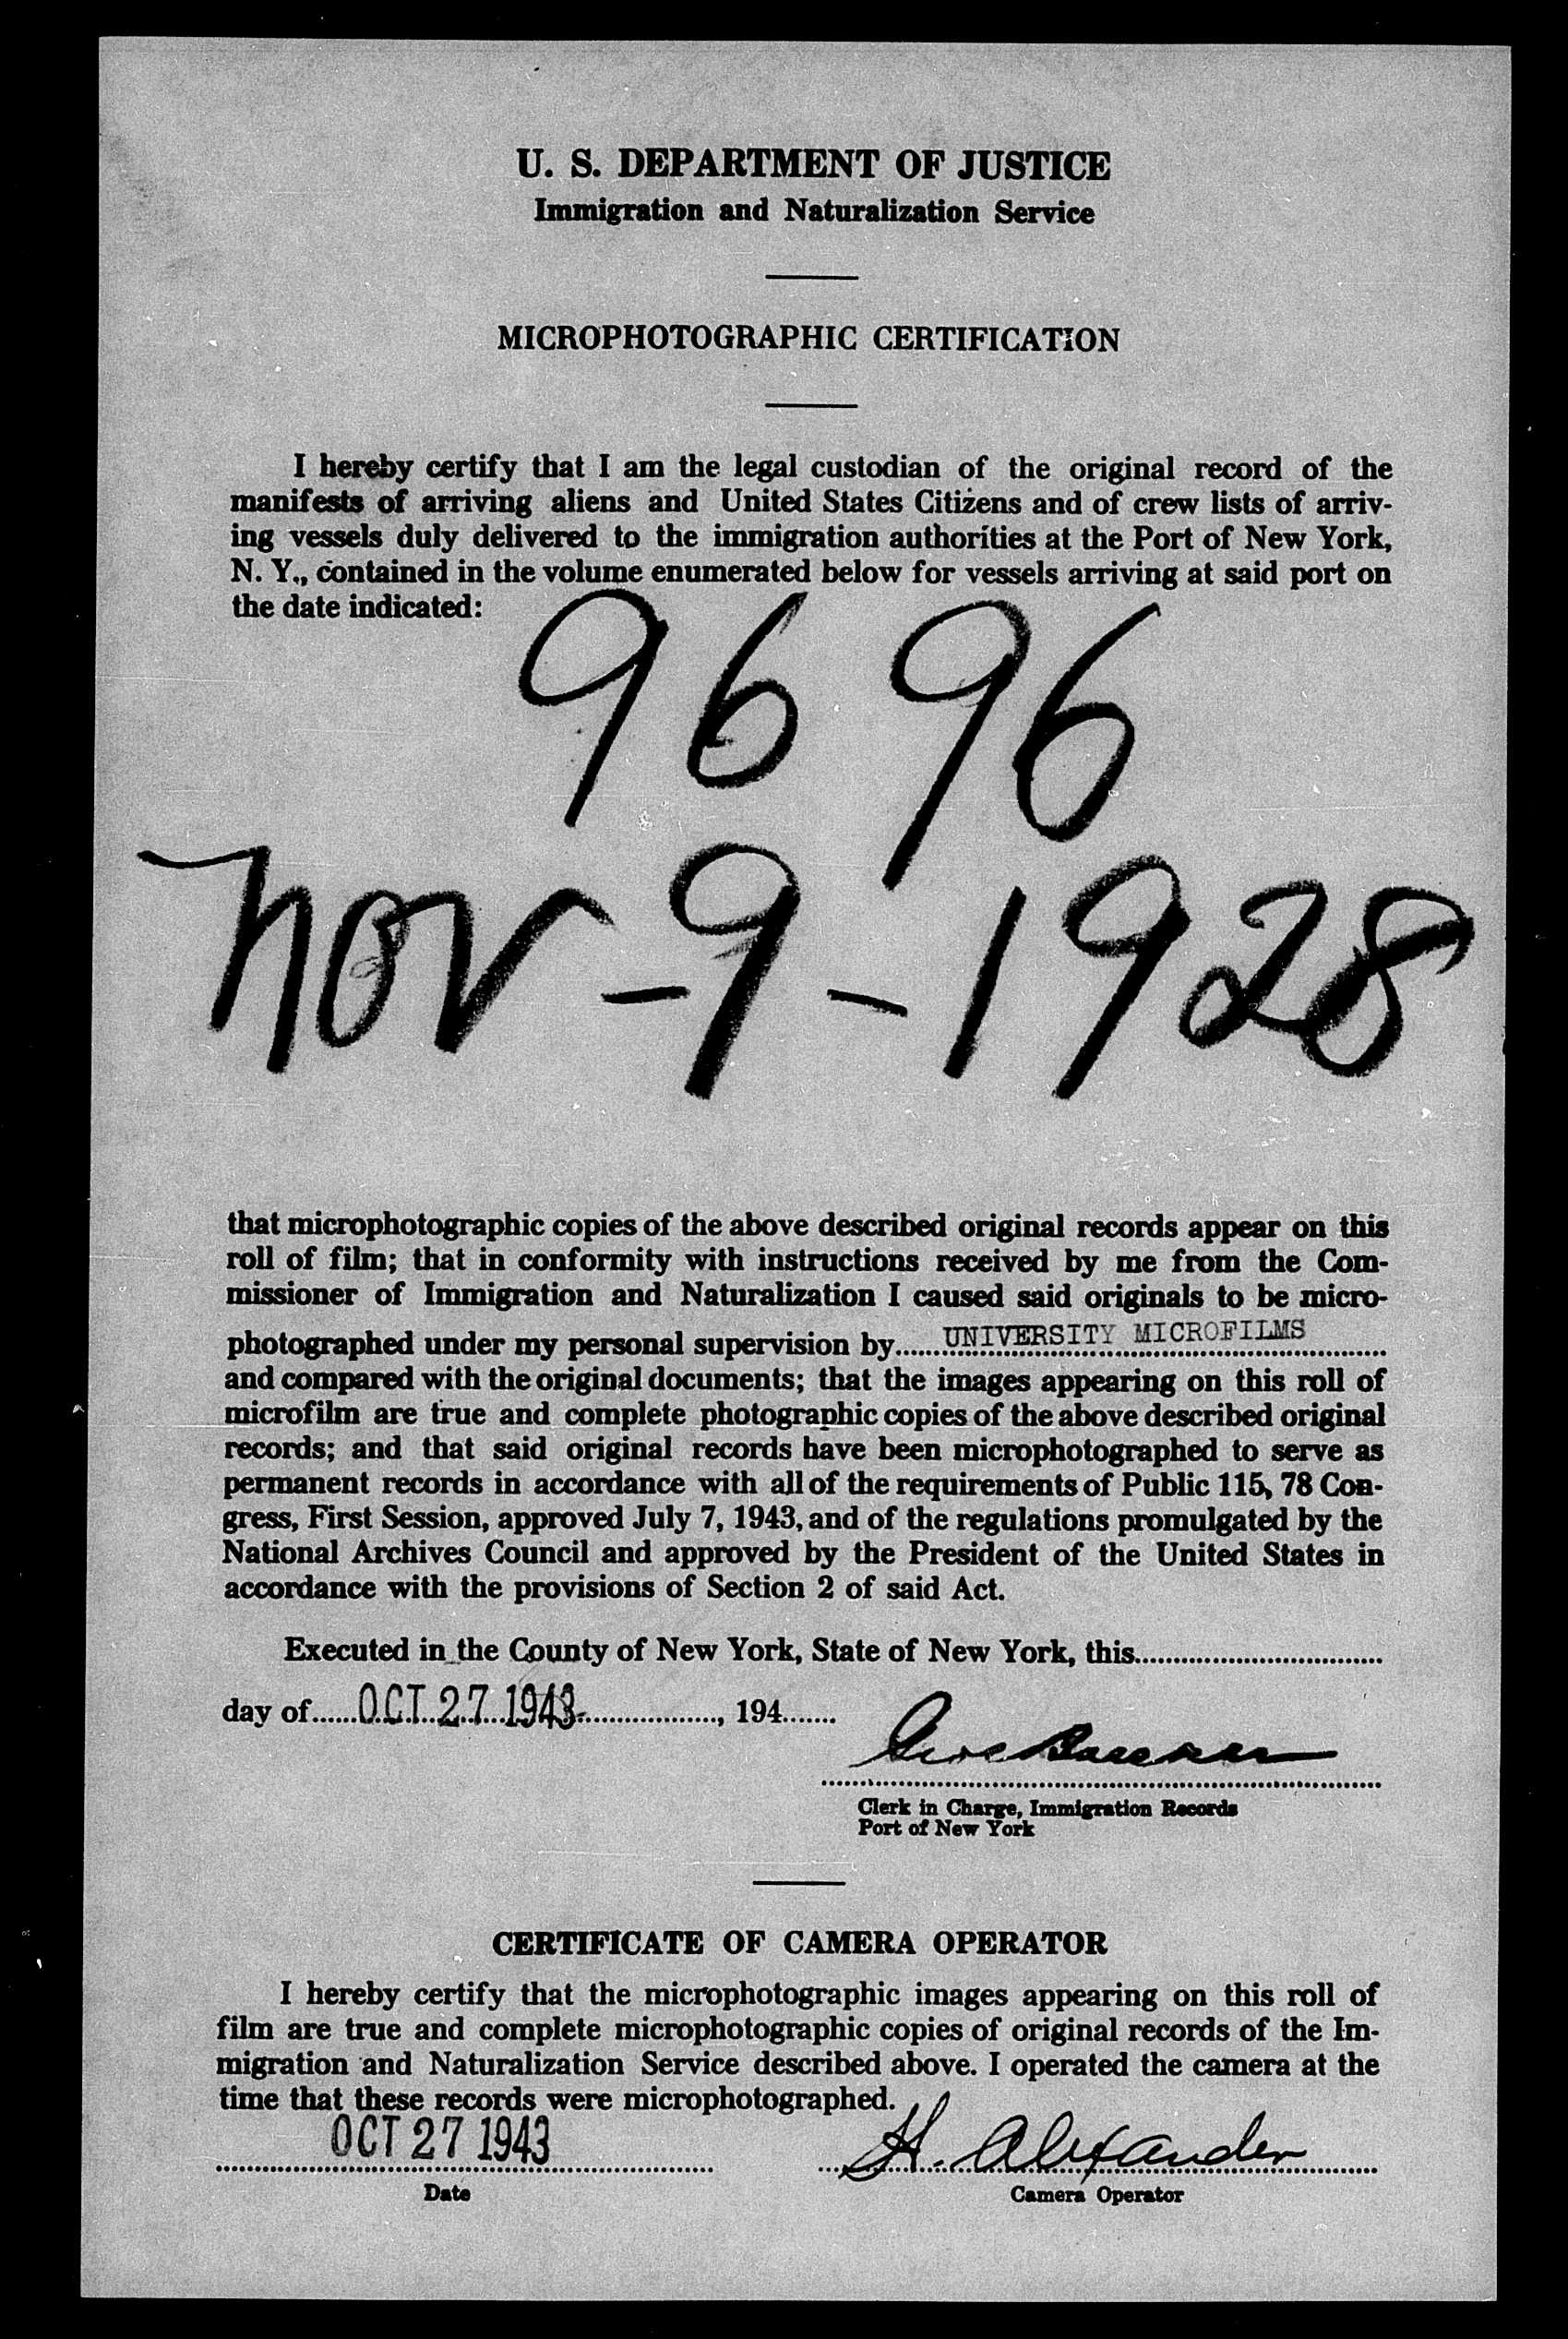 U. S. DEPARTMENT OF JUSTICE
Immigration and Naturalization Service
MICROPHOTOGRAPHIC CERTIFICATION
I hereby certify that I am the legal custodian of the original record of the
manifests of arriving aliens and United States Citizens and of crew lists of arriv-
ing vessels duly delivered to the immigration authorities at the Port of New York,
N. Y., contained in the volume enumerated below for vessels arriving at said port on
the date indicated:
9696
Nov-9-1928
that microphotographic copies of the above described original records appear on this
roll of film; that in conformity with instructions received by me from the Com-
missioner of Immigration and Naturalization I caused said originals to be micro-
photographed under my personal supervision by......UNIVERSITY MICROFILMS
and compared with the original documents; that the images appearing on this roll of
microfilm are true and complete photographic copies of the above described original
records; and that said original records have been microphotographed to serve as
permanent records in accordance with all of the requirements of Public 115, 78 Con-
gress, First Session, approved July 7, 1943, and of the regulations promulgated by the
National Archives Council and approved by the President of the United States in
accordance with the provisions of Section 2 of said Act.
Executed in the County of New York, State of New York, this................................
day of......OCT 27 1943..................., 194.......
Clerk in Charge, Immigration Records
Port of New York
CERTIFICATE OF CAMERA OPERATOR
I hereby certify that the microphotographic images appearing on this roll of
film are true and complete microphotographic copies of original records of the Im-
migration and Naturalization Service described above. I operated the camera at the
time that these records were microphotographed.
OCT 27 1943 H. Alexander
Date Camera Operator